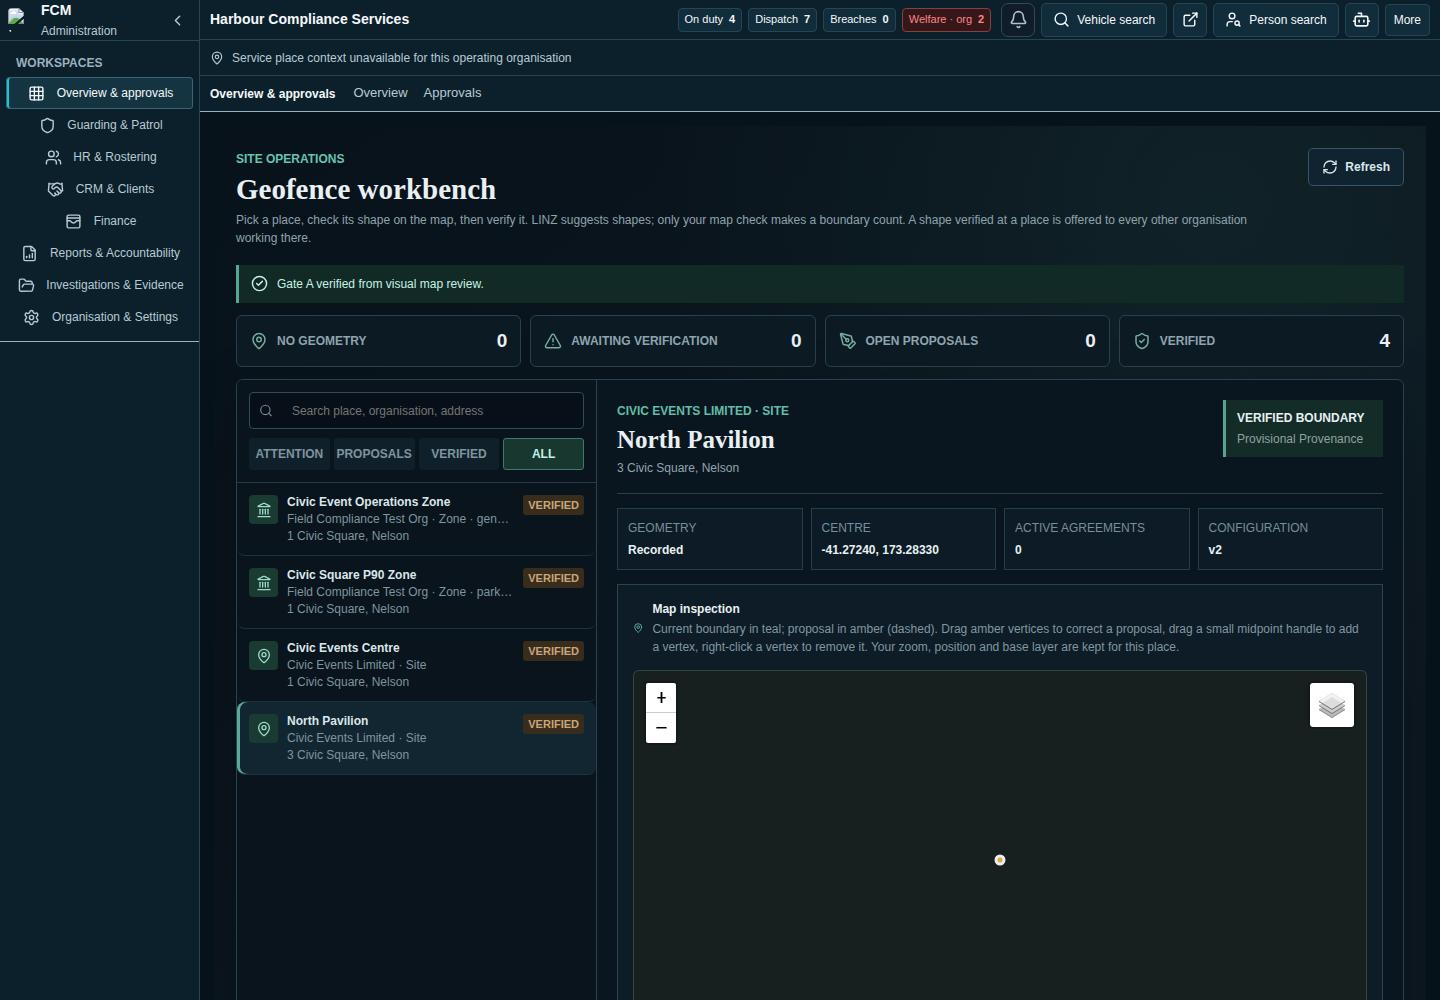 FCM
Administration
WORKSPACES
Overview & approvals
Guarding & Patrol
HR & Rostering
CRM & Clients
Finance
Reports & Accountability
Investigations & Evidence
Organisation & Settings
Harbour Compliance Services
On duty 4
Dispatch 7
Breaches 0
Welfare · org 2
Vehicle search
Person search
More
Service place context unavailable for this operating organisation
Overview & approvals
Overview
Approvals
SITE OPERATIONS
Geofence workbench
Pick a place, check its shape on the map, then verify it. LINZ suggests shapes; only your map check makes a boundary count. A shape verified at a place is offered to every other organisation
working there.
Refresh
Gate A verified from visual map review.
NO GEOMETRY 0
AWAITING VERIFICATION 0
OPEN PROPOSALS 0
VERIFIED 4
Search place, organisation, address
ATTENTION
PROPOSALS
VERIFIED
ALL
Civic Event Operations Zone
VERIFIED
Field Compliance Test Org · Zone · gen...
1 Civic Square, Nelson
Civic Square P90 Zone
VERIFIED
Field Compliance Test Org · Zone · park...
1 Civic Square, Nelson
Civic Events Centre
VERIFIED
Civic Events Limited · Site
1 Civic Square, Nelson
North Pavilion
VERIFIED
Civic Events Limited · Site
3 Civic Square, Nelson
CIVIC EVENTS LIMITED · SITE
North Pavilion
3 Civic Square, Nelson
VERIFIED BOUNDARY
Provisional Provenance
GEOMETRY
Recorded
CENTRE
-41.27240, 173.28330
ACTIVE AGREEMENTS
0
CONFIGURATION
v2
Map inspection
Current boundary in teal; proposal in amber (dashed). Drag amber vertices to correct a proposal, drag a small midpoint handle to add
a vertex, right-click a vertex to remove it. Your zoom, position and base layer are kept for this place.
+
−